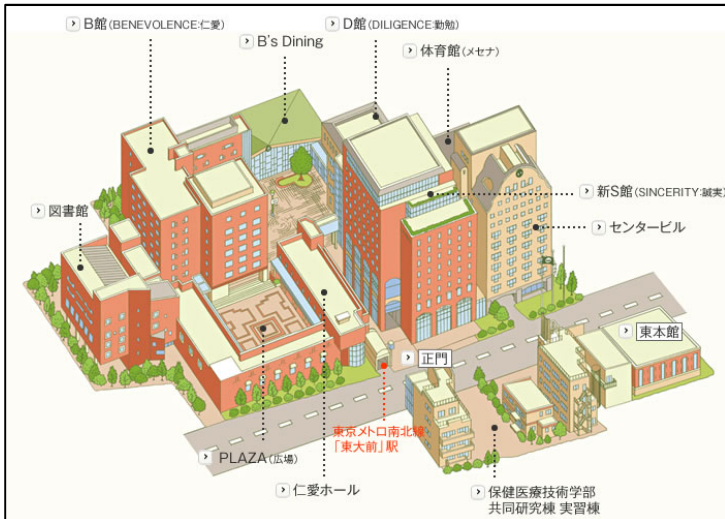 B館(BENEVOLENCE:仁愛)
D館(DILIGENCE:勤勉)
B's Dining
体育館(メセナ)
新S館(SINCERITY:誠実)
図書館
センタービル
東本館
正門
東京メトロ南北線
「東大前」駅
PLAZA(広場)
仁愛ホール
保健医療技術学部
共同研究棟 実習棟